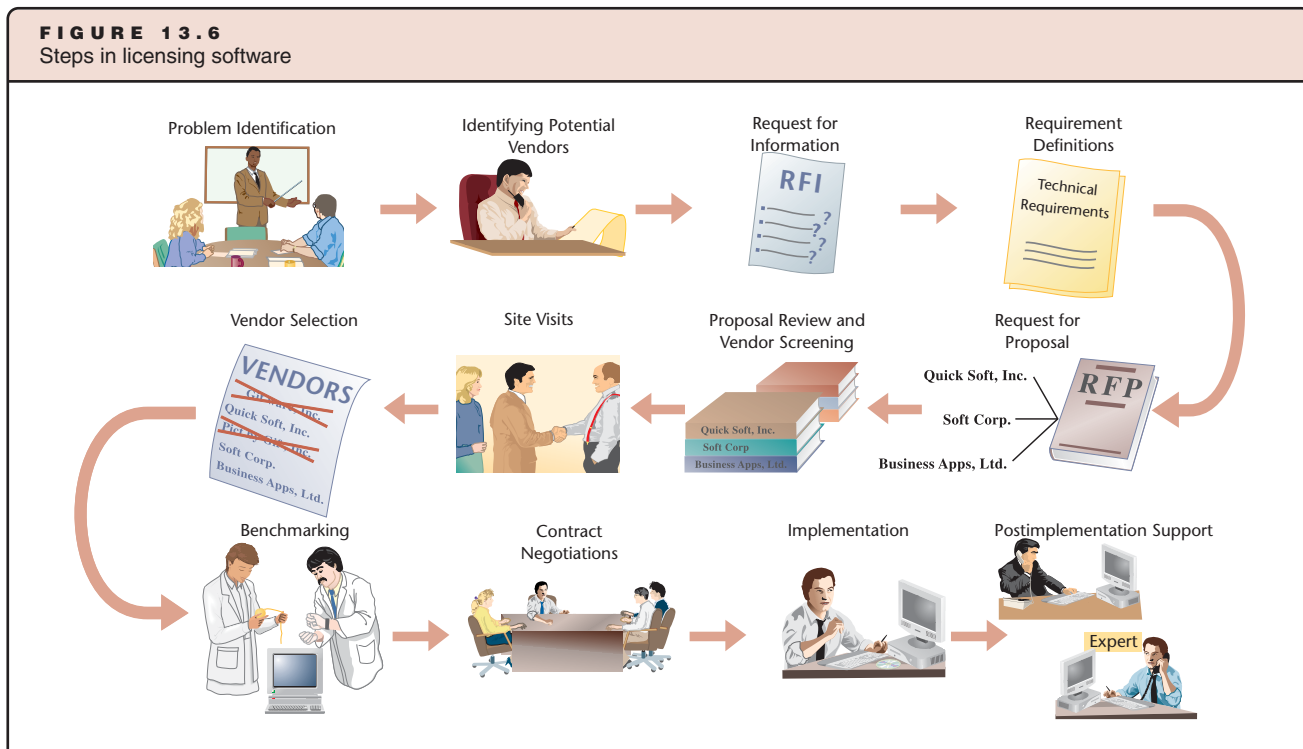 FIGURE 13.6
Steps in licensing software
Problem Identification
Identifying Potential
Vendors
Request for
Information
RFI
?
?
?
?
Requirement
Definitions
Technical
Requirements
Request for
Proposal
RFP
Quick Soft, Inc.
Soft Corp.
Business Apps, Ltd.
Proposal Review and
Vendor Screening
Quick Soft, Inc.
Soft Corp
Business Apps, Ltd.
Site Visits
Vendor Selection
VENDORS
Inc.
Quick Soft, Inc.
Inc.
Soft Corp.
Business Apps, Ltd.
Benchmarking
Contract
Negotiations
Implementation
Postimplementation Support
Expert